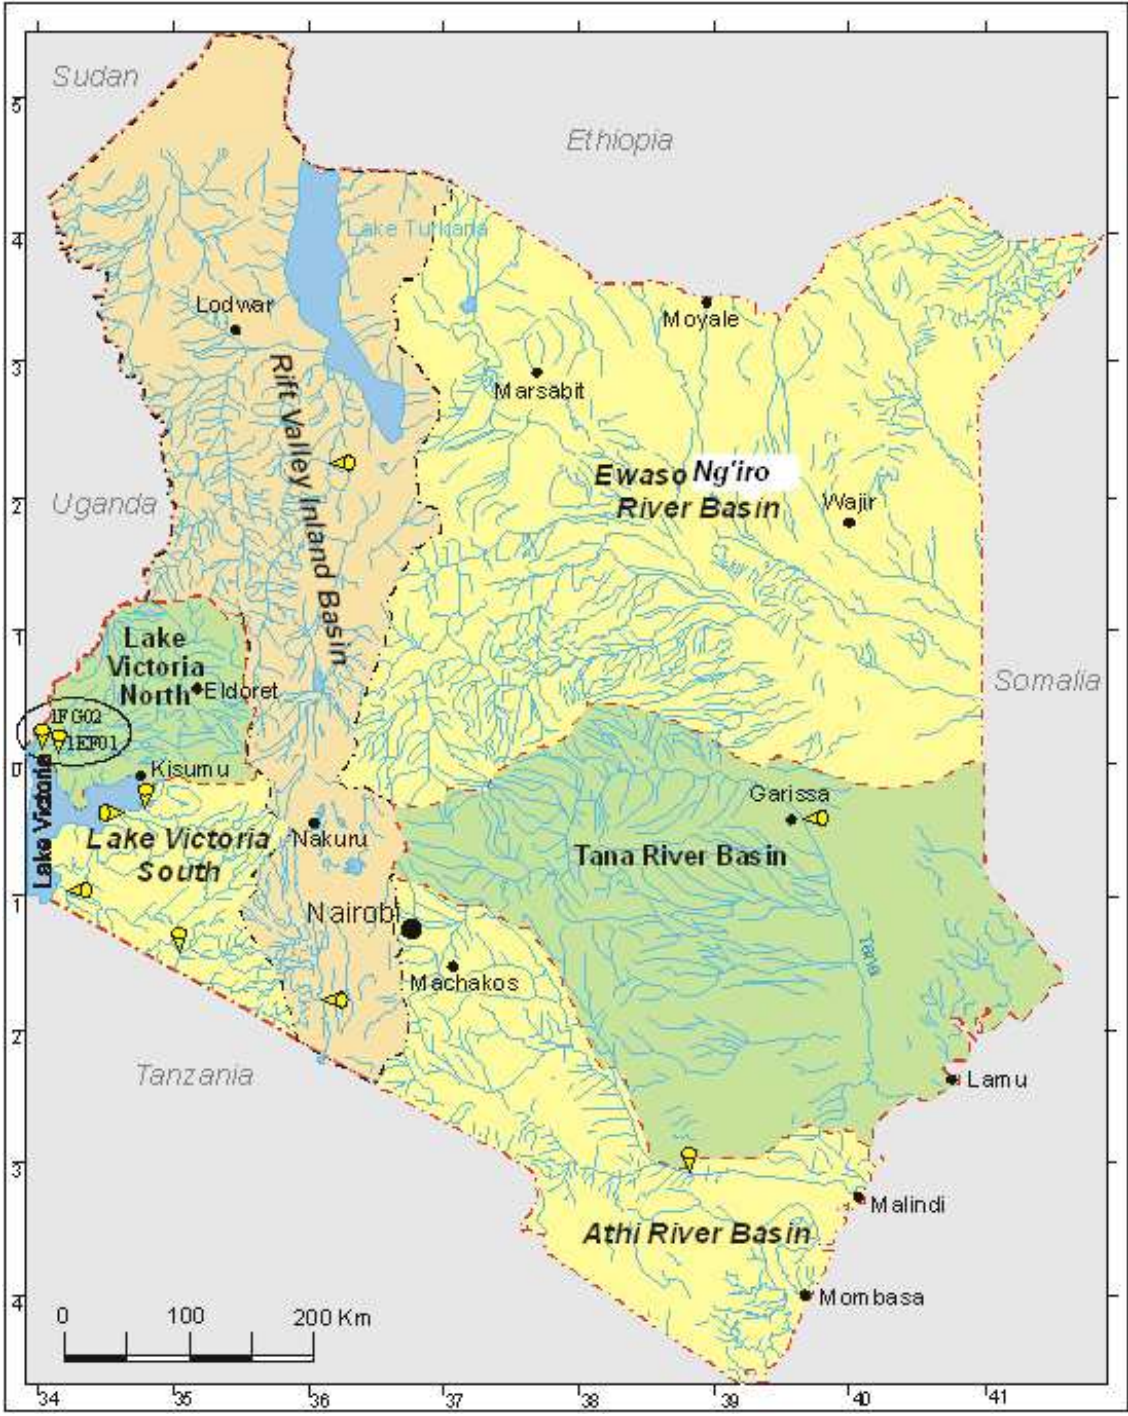 Sudan
Ethiopia
5
4
Lake Turkana
Lodwar
Moyale
3
Marsabit
Rift Valley Inland Basin
Ewaso Ng'iro
River Basin
2
Uganda
Wajir
1
Lake
Victoria
North
Eldoret
Somalia
1FG02
1EF01
0
Kisumu
Lake Victoria
Garissa
Nakuru
Lake Victoria
South
Tana River Basin
1
Nairobi
Tana
Machakos
2
Tanzania
Lamu
3
Malindi
Athi River Basin
4
Mombasa
0 100 200 Km
34 35 36 37 38 39 40 41